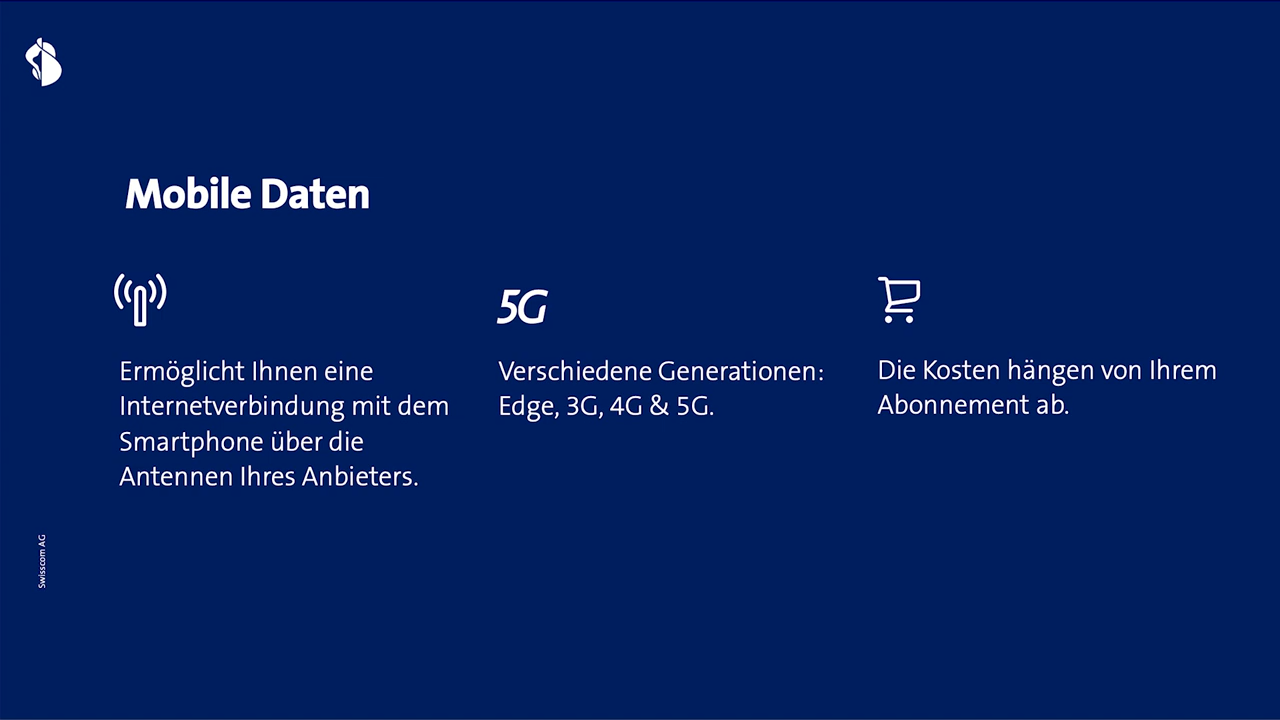 Mobile Daten
Ermöglicht Ihnen eine
Internetverbindung mit dem
Smartphone über die
Antennen Ihres Anbieters.
5G
Verschiedene Generationen:
Edge, 3G, 4G & 5G.
Die Kosten hängen von Ihrem
Abonnement ab.
Swisscom AG